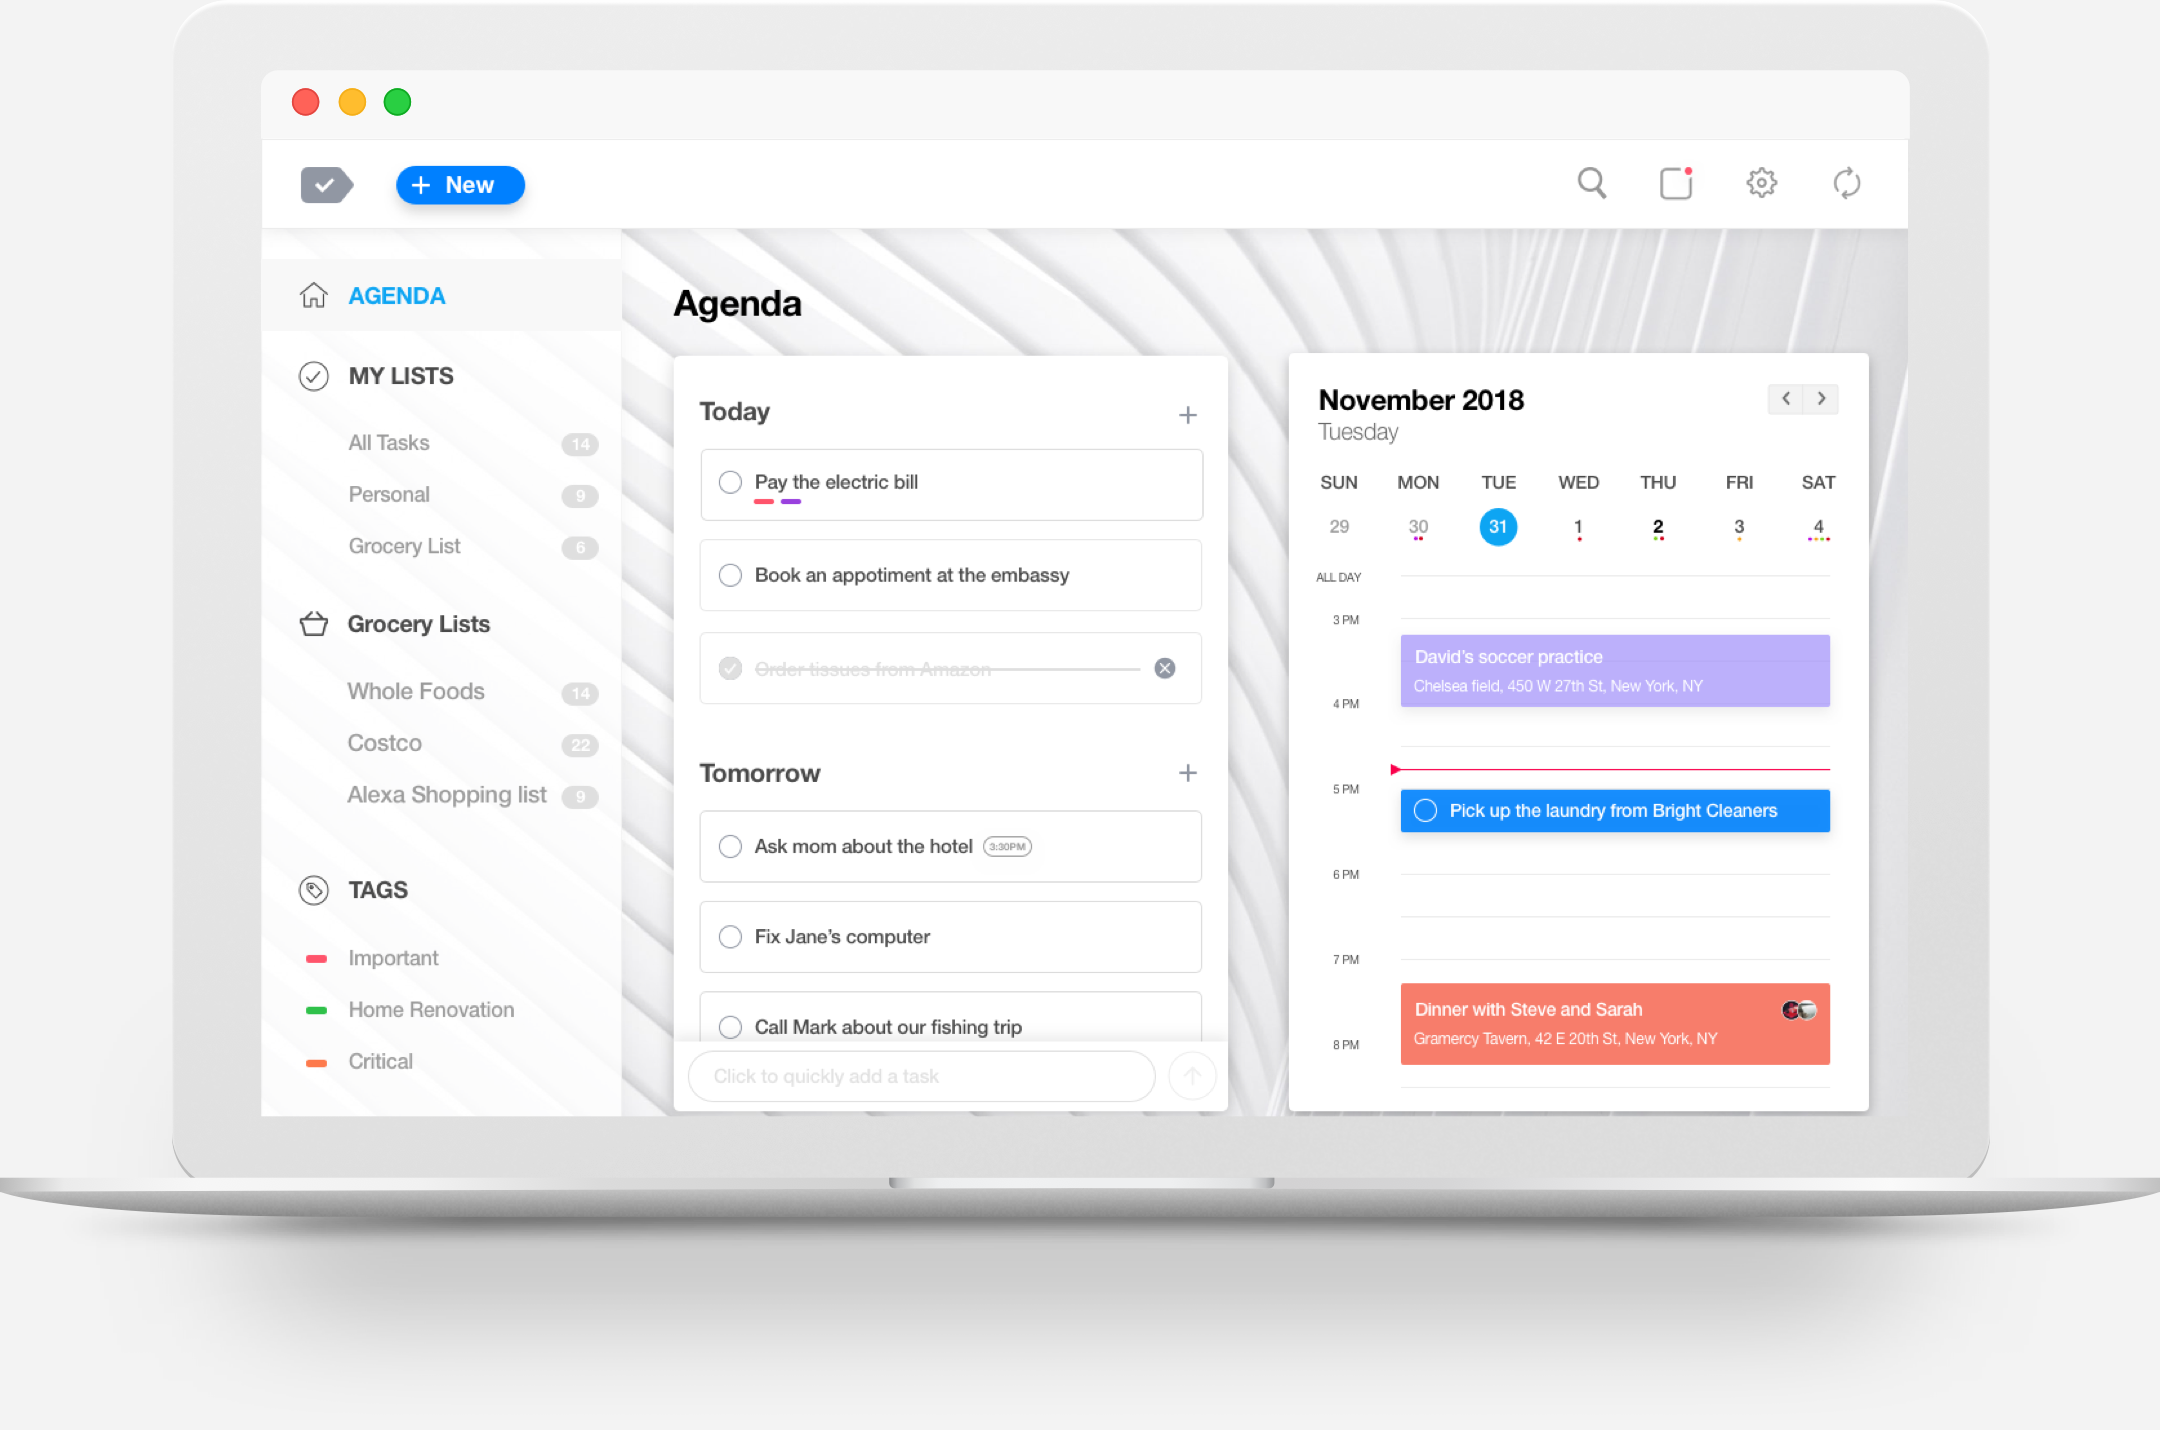 + New
AGENDA
MY LISTS
All Tasks 14
Personal 9
Grocery List 6
Grocery Lists
Whole Foods 14
Costco 22
Alexa Shopping list 9
TAGS
Important
Home Renovation
Critical
Agenda
Today +
Pay the electric bill
Book an appotiment at the embassy
Order tissues from Amazon
Tomorrow +
Ask mom about the hotel 3:30PM
Fix Jane's computer
Call Mark about our fishing trip
Click to quickly add a task
November 2018
Tuesday
SUN MON TUE WED THU FRI SAT
29 30 31 1 2 3 4
ALL DAY
3 PM
David's soccer practice
Chelsea field, 450 W 27th St, New York, NY
4 PM
5 PM
Pick up the laundry from Bright Cleaners
6 PM
7 PM
Dinner with Steve and Sarah
Gramercy Tavern, 42 E 20th St, New York, NY
8 PM